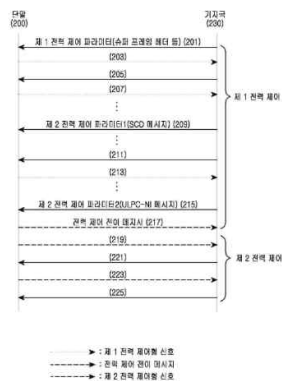 단말
(200)
기지국
(230)
제 1 전력 제어 파라미터(슈퍼 프레임 헤더 등) (201)
(203)
(205)
(207)
제 1 전력 제어
제 2 전력 제어 파라미터1(SCD 메시지) (209)
(211)
(213)
제 2 전력 제어 파라미터2(ULPC-NI 메시지) (215)
전력 제어 전이 메지시 (217)
(219)
(221)
제 2 전력 제어
(223)
(225)
: 제 1 전력 제어형 신호
: 전력 제어 전이 메시지
: 제 2 전력 제어형 신호